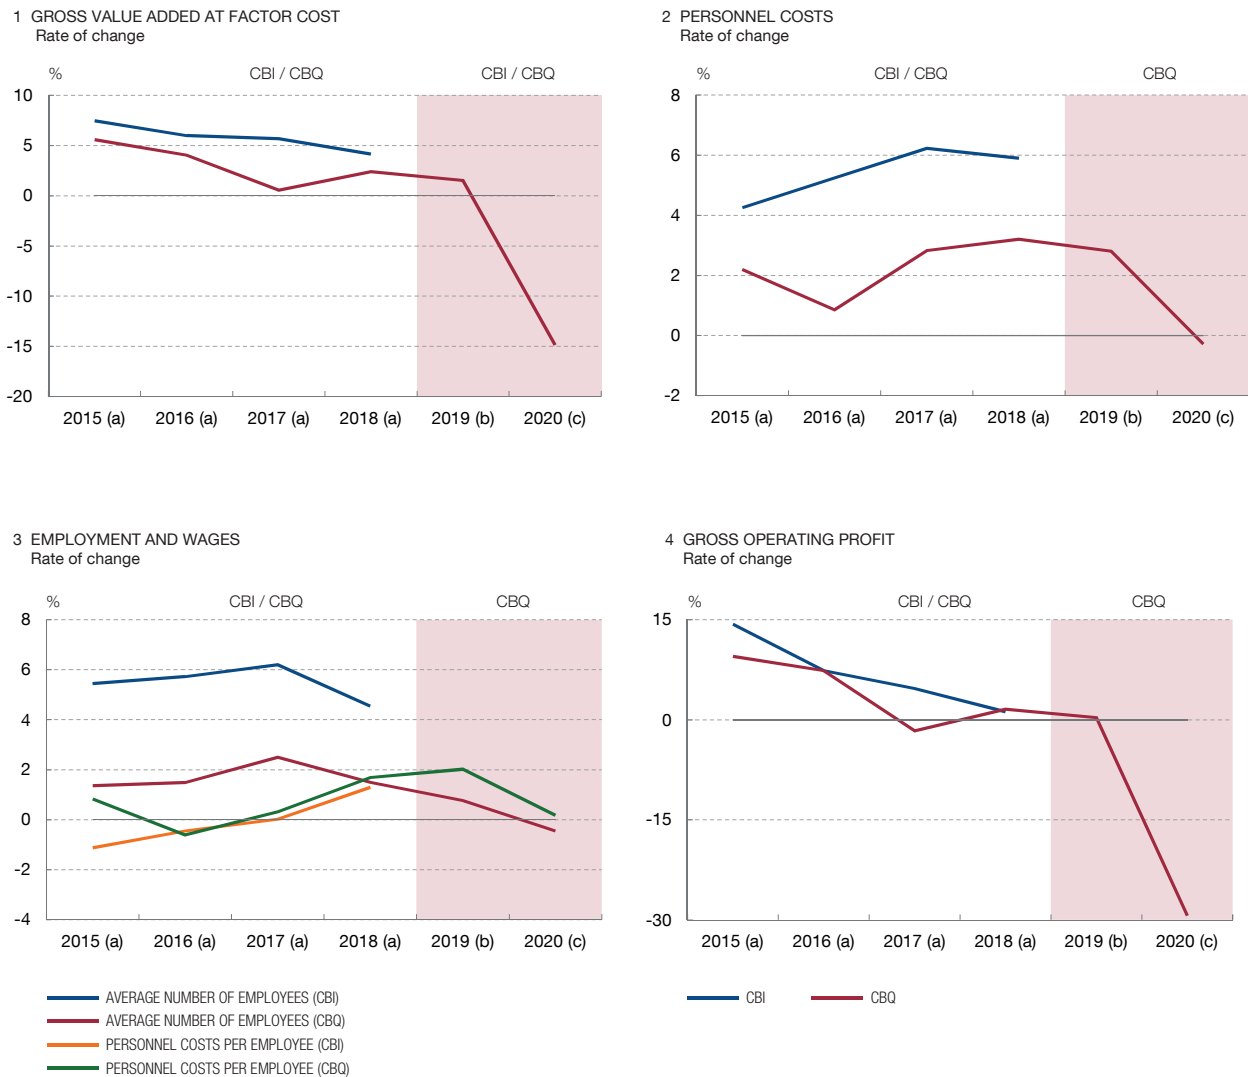 1 GROSS VALUE ADDED AT FACTOR COST
Rate of change
% CBI / CBQ CBI / CBQ
10
5
0
-5
-10
-15
-20
2015 (a) 2016 (a) 2017 (a) 2018 (a) 2019 (b) 2020 (c)
2 PERSONNEL COSTS
Rate of change
% CBI / CBQ CBQ
8
6
4
2
0
-2
2015 (a) 2016 (a) 2017 (a) 2018 (a) 2019 (b) 2020 (c)
3 EMPLOYMENT AND WAGES
Rate of change
% CBI / CBQ CBQ
8
6
4
2
0
-2
-4
2015 (a) 2016 (a) 2017 (a) 2018 (a) 2019 (b) 2020 (c)
AVERAGE NUMBER OF EMPLOYEES (CBI)
AVERAGE NUMBER OF EMPLOYEES (CBQ)
PERSONNEL COSTS PER EMPLOYEE (CBI)
PERSONNEL COSTS PER EMPLOYEE (CBQ)
4 GROSS OPERATING PROFIT
Rate of change
% CBI / CBQ CBQ
15
0
-15
-30
2015 (a) 2016 (a) 2017 (a) 2018 (a) 2019 (b) 2020 (c)
CBI CBQ